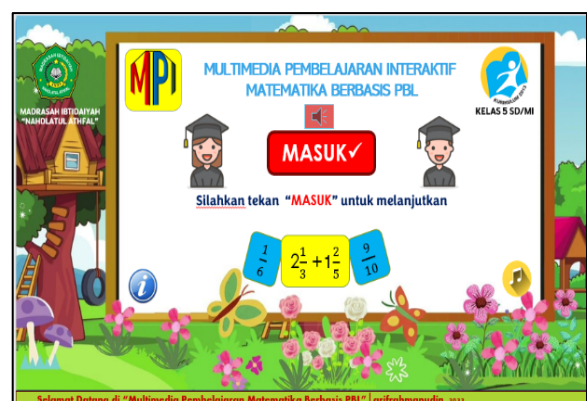 MADRASAH IBTIDAIYAH
"NAHDLATUL ATHFAL"
MPI
MULTIMEDIA PEMBELAJARAN INTERAKTIF
MATEMATIKA BERBASIS PBL
KELAS 5 SD/MI
MASUK✓
Silahkan tekan "MASUK" untuk melanjutkan
1/6
2 1/3 + 1 2/5
9/10
i
Selamat Datang di "Multimedia Pembelajaran Matematika Berbasis PBL" | arifrahmanudin